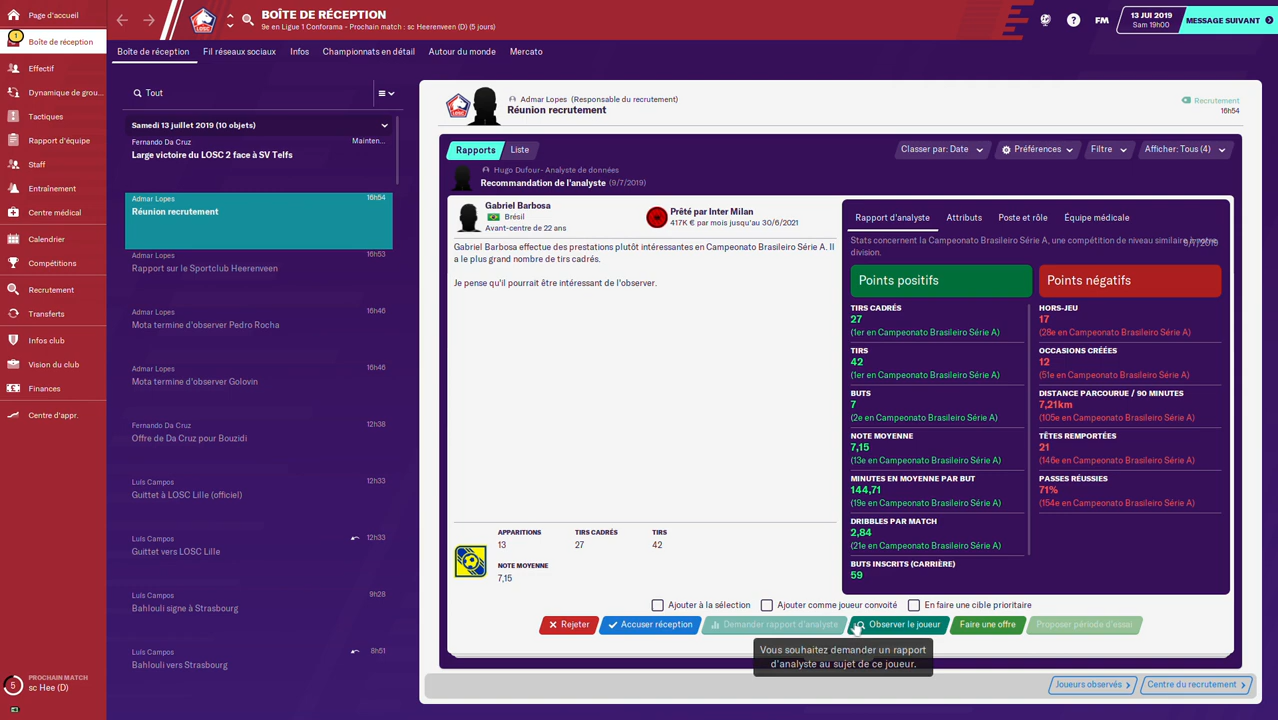 Page d'accueil
BOÎTE DE RÉCEPTION
9e en Ligue 1 Conforama - Prochain match : sc Heerenveen (D) (5 jours)
FM
13 JUI 2019
Sam 19h00
MESSAGE SUIVANT
1
Boîte de réception
Effectif
Dynamique de grou...
Tactiques
Rapport d'équipe
Staff
Entraînement
Centre médical
Calendrier
Compétitions
Recrutement
Transferts
Infos club
Vision du club
Finances
Centre d'appr.
5
PROCHAIN MATCH
sc Hee (D)
Boîte de réception
Fil réseaux sociaux
Infos
Championnats en détail
Autour du monde
Mercato
Tout
Samedi 13 juillet 2019 (10 objets)
Fernando Da Cruz
Mainten...
Large victoire du LOSC 2 face à SV Telfs
Admar Lopes
16h54
Réunion recrutement
Admar Lopes
16h53
Rapport sur le Sportclub Heerenveen
Admar Lopes
16h46
Mota termine d'observer Pedro Rocha
Admar Lopes
16h46
Mota termine d'observer Golovin
Fernando Da Cruz
12h38
Offre de Da Cruz pour Bouzidi
Luís Campos
12h33
Guittet à LOSC Lille (officiel)
Luís Campos
12h33
Guittet vers LOSC Lille
Luís Campos
9h28
Bahlouli signe à Strasbourg
Luís Campos
8h51
Bahlouli vers Strasbourg
Admar Lopes (Responsable du recrutement)
Réunion recrutement
Recrutement
16h54
Rapports
Liste
Classer par: Date
Préférences
Filtre
Afficher: Tous (4)
Hugo Dufour - Analyste de données
Recommandation de l'analyste (9/7/2019)
Gabriel Barbosa
Brésil
Avant-centre de 22 ans
Prêté par Inter Milan
417K € par mois jusqu'au 30/6/2021
Gabriel Barbosa effectue des prestations plutôt intéressantes en Campeonato Brasileiro Série A. Il
a le plus grand nombre de tirs cadrés.
Je pense qu'il pourrait être intéressant de l'observer.
APPARITIONS
13
TIRS CADRÉS
27
TIRS
42
NOTE MOYENNE
7,15
Rapport d'analyste
Attributs
Poste et rôle
Équipe médicale
Stats concernent la Campeonato Brasileiro Série A, une compétition de niveau similaire à notre
division.
9/7/2019
Points positifs
TIRS CADRÉS
27
(1er en Campeonato Brasileiro Série A)
TIRS
42
(1er en Campeonato Brasileiro Série A)
BUTS
7
(2e en Campeonato Brasileiro Série A)
NOTE MOYENNE
7,15
(13e en Campeonato Brasileiro Série A)
MINUTES EN MOYENNE PAR BUT
144,71
(19e en Campeonato Brasileiro Série A)
DRIBBLES PAR MATCH
2,84
(21e en Campeonato Brasileiro Série A)
BUTS INSCRITS (CARRIÈRE)
59
Points négatifs
HORS-JEU
17
(28e en Campeonato Brasileiro Série A)
OCCASIONS CRÉÉES
12
(51e en Campeonato Brasileiro Série A)
DISTANCE PARCOURUE / 90 MINUTES
7,21km
(105e en Campeonato Brasileiro Série A)
TÊTES REMPORTÉES
21
(146e en Campeonato Brasileiro Série A)
PASSES RÉUSSIES
71%
(154e en Campeonato Brasileiro Série A)
Ajouter à la sélection
Ajouter comme joueur convoité
En faire une cible prioritaire
Rejeter
Accuser réception
Demander rapport d'analyste
Observer le joueur
Faire une offre
Proposer période d'essai
Vous souhaitez demander un rapport
d'analyste au sujet de ce joueur.
Joueurs observés
Centre du recrutement